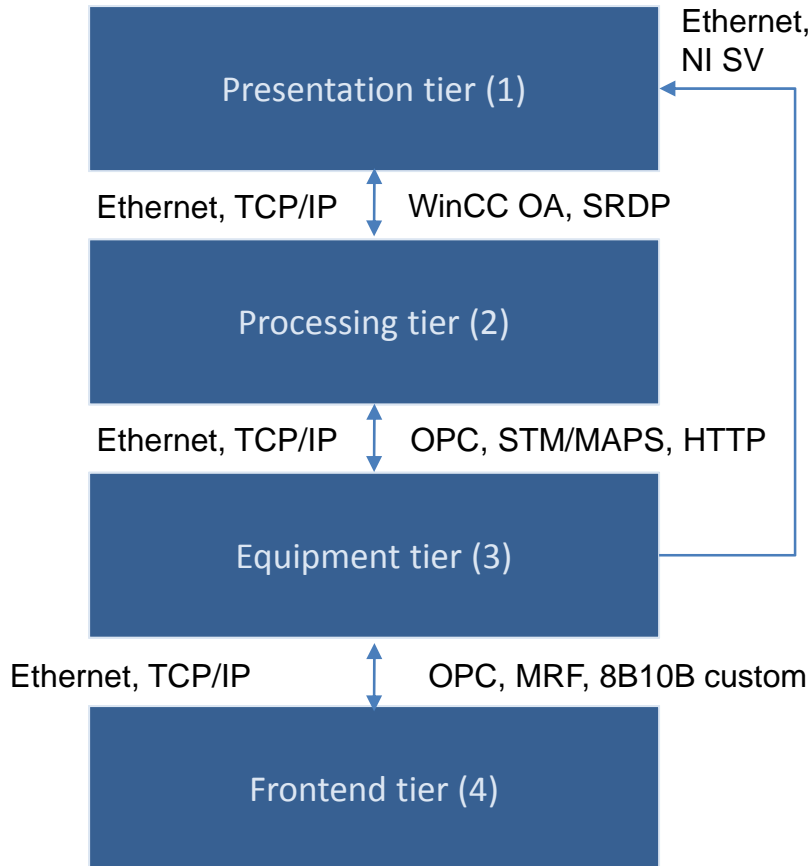 Ethernet,
NI SV
Presentation tier (1)
Ethernet, TCP/IP WinCC OA, SRDP
Processing tier (2)
Ethernet, TCP/IP OPC, STM/MAPS, HTTP
Equipment tier (3)
Ethernet, TCP/IP OPC, MRF, 8B10B custom
Frontend tier (4)